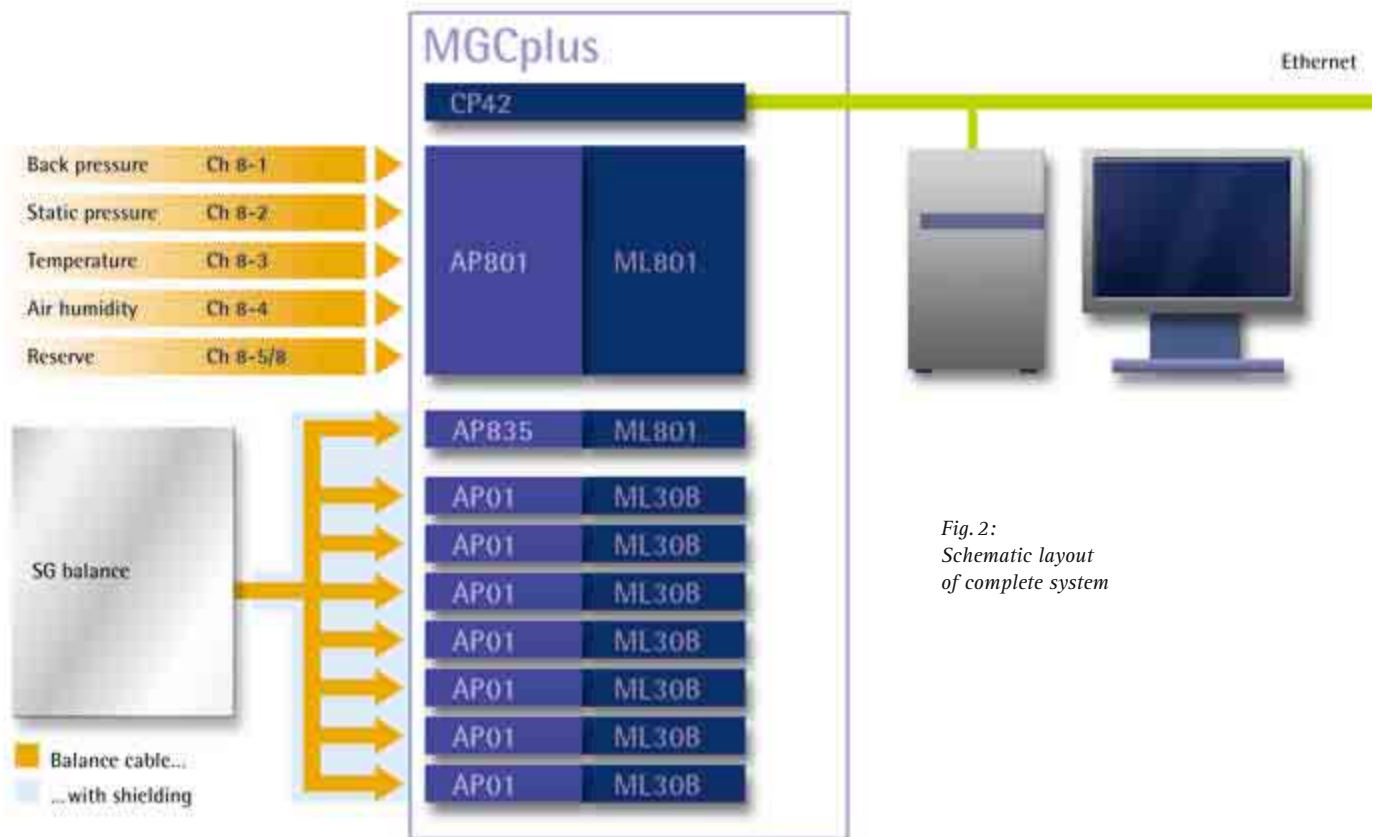 MGCplus
Ethernet
CP42
Back pressure Ch 8-1
Static pressure Ch 8-2
Temperature Ch 8-3
Air humidity Ch 8-4
Reserve Ch 8-5/8
AP801 ML801
AP835 ML801
AP01 ML30B
AP01 ML30B
AP01 ML30B
AP01 ML30B
AP01 ML30B
AP01 ML30B
AP01 ML30B
SG balance
Balance cable...
...with shielding
Fig. 2:
Schematic layout
of complete system